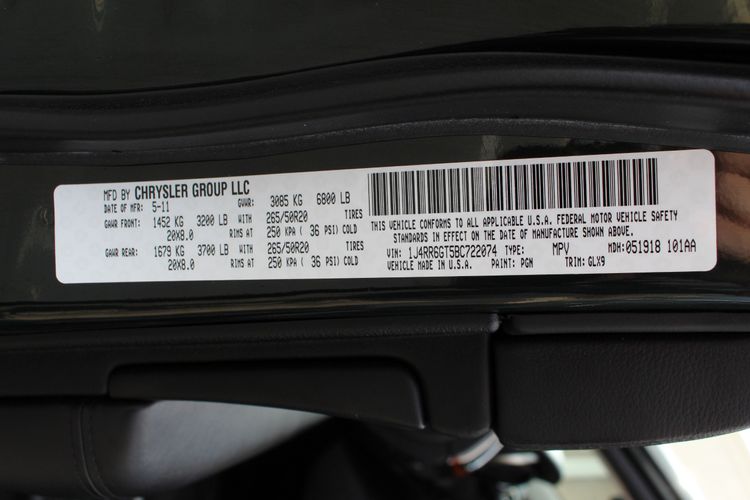 MFD BY CHRYSLER GROUP LLC
DATE OF MFR: 5-11 GVWR: 3085 KG 6800 LB
GAWR FRONT: 1452 KG 3200 LB WITH 265/50R20 TIRES
20X8.0 RIMS AT 250 KPA ( 36 PSI) COLD
GAWR REAR: 1679 KG 3700 LB WITH 265/50R20 TIRES
20X8.0 RIMS AT 250 KPA ( 36 PSI) COLD
THIS VEHICLE CONFORMS TO ALL APPLICABLE U.S.A. FEDERAL MOTOR VEHICLE SAFETY
STANDARDS IN EFFECT ON THE DATE OF MANUFACTURE SHOWN ABOVE.
VIN: 1J4RR6GT5BC722074 TYPE: MPV MDH:051918 101AA
VEHICLE MADE IN U.S.A. PAINT: PGN TRIM: GLX9